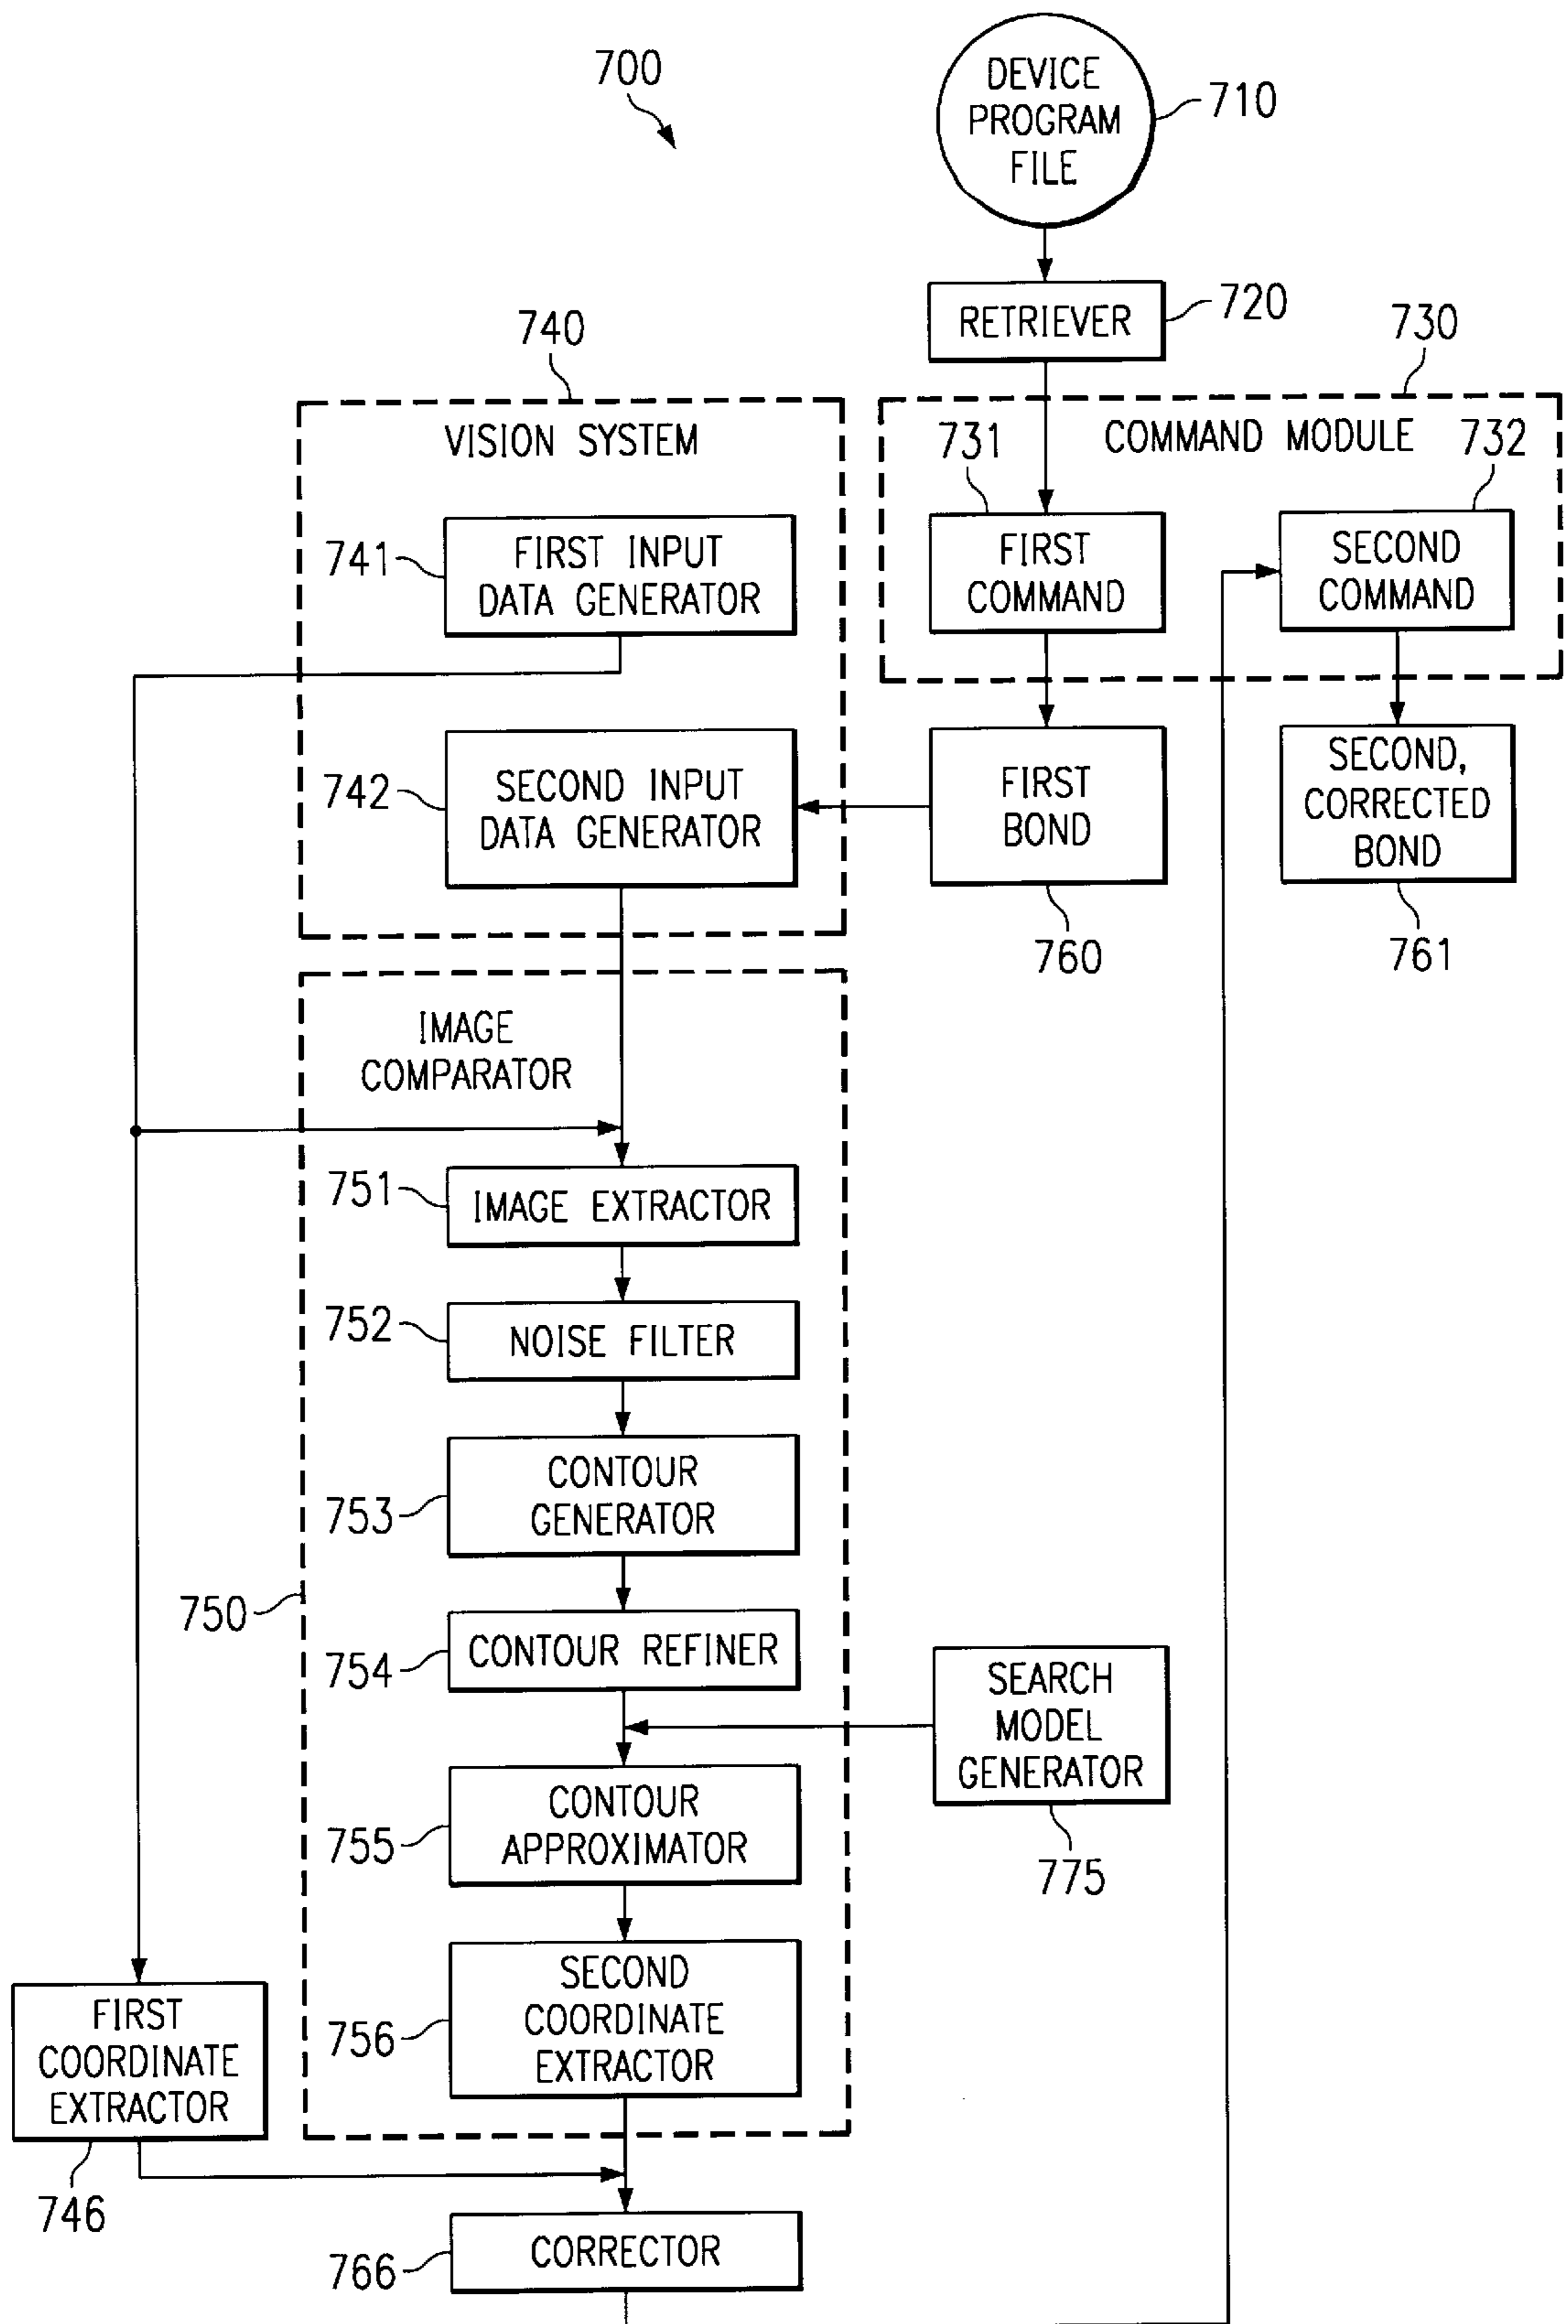 700
DEVICE
PROGRAM
FILE
710
RETRIEVER
720
740
730
VISION SYSTEM
731
COMMAND MODULE
732
741
FIRST INPUT
DATA GENERATOR
FIRST
COMMAND
SECOND
COMMAND
742
SECOND INPUT
DATA GENERATOR
FIRST
BOND
760
SECOND,
CORRECTED
BOND
761
IMAGE
COMPARATOR
751
IMAGE EXTRACTOR
752
NOISE FILTER
753
CONTOUR
GENERATOR
750
754
CONTOUR REFINER
SEARCH
MODEL
GENERATOR
775
755
CONTOUR
APPROXIMATOR
FIRST
COORDINATE
EXTRACTOR
746
756
SECOND
COORDINATE
EXTRACTOR
766
CORRECTOR